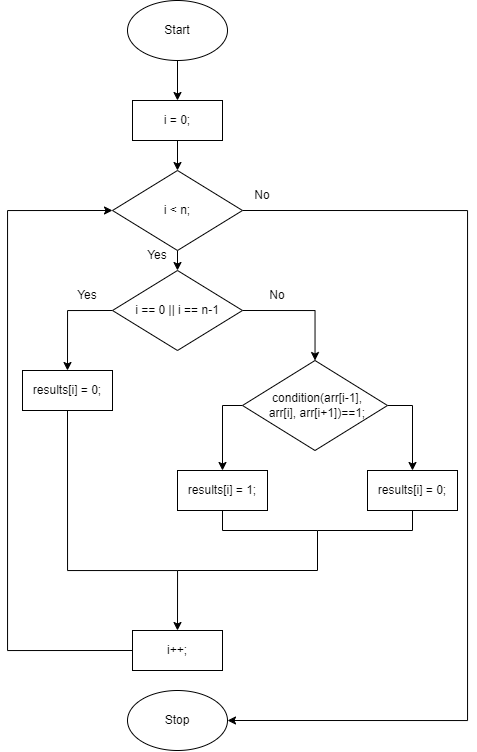 Start
i = 0;
No
i < n;
Yes
Yes
No
i == 0 || i == n-1
results[i] = 0;
condition(arr[i-1],
arr[i], arr[i+1])==1;
results[i] = 1;
results[i] = 0;
i++;
Stop